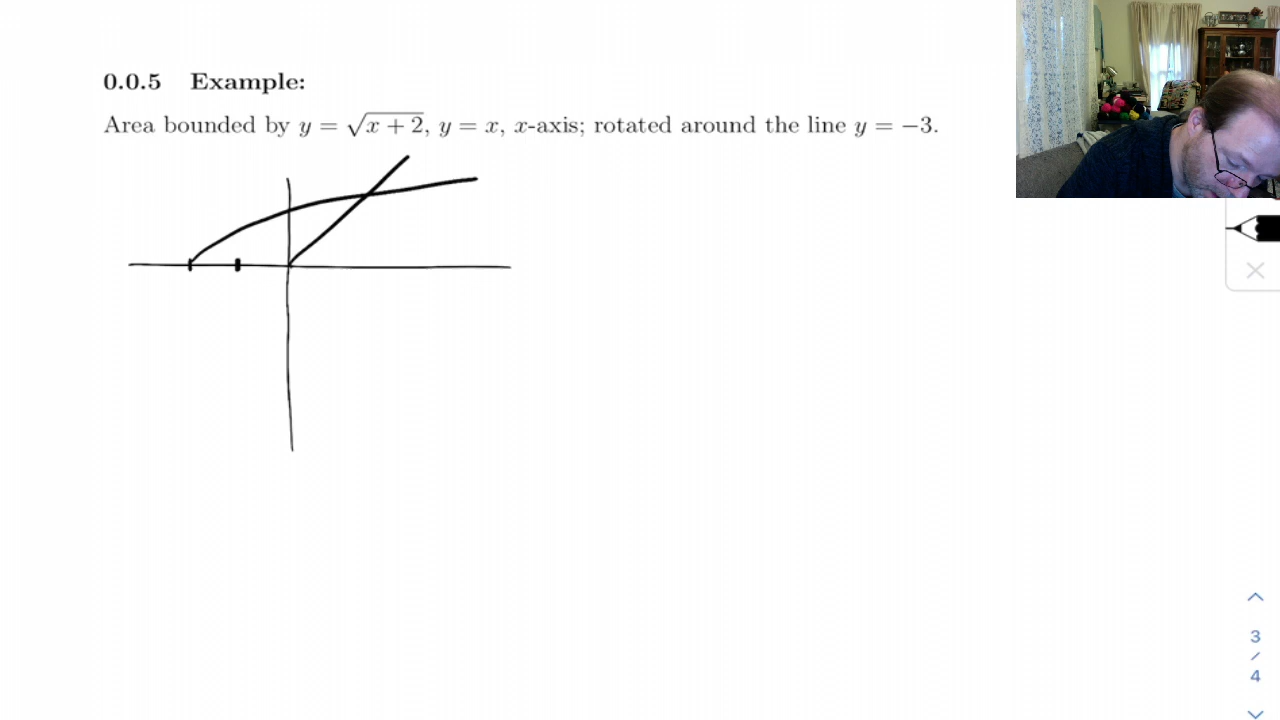 0.0.5 Example:
Area bounded by y = √(x + 2), y = x, x-axis; rotated around the line y = −3.
3
/
4